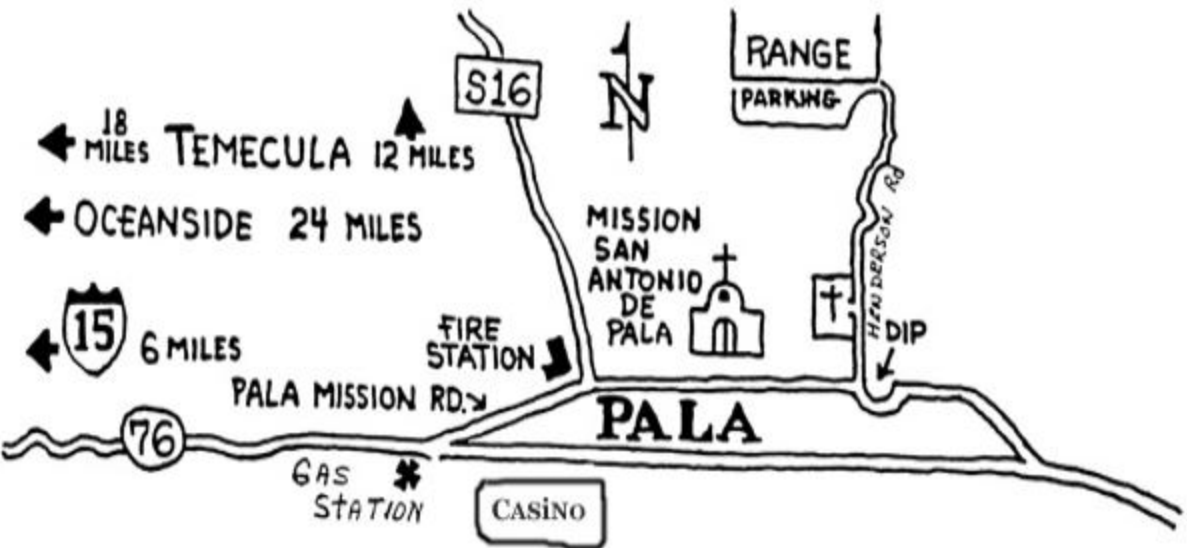 S16
N
RANGE
PARKING
18
MILES TEMECULA 12 MILES
OCEANSIDE 24 MILES
MISSION
SAN
ANTONIO
DE
PALA
HENDERSON Rd
15
6 MILES
FIRE
STATION
DIP
PALA MISSION RD.
PALA
76
GAS
STATION
CASiNO